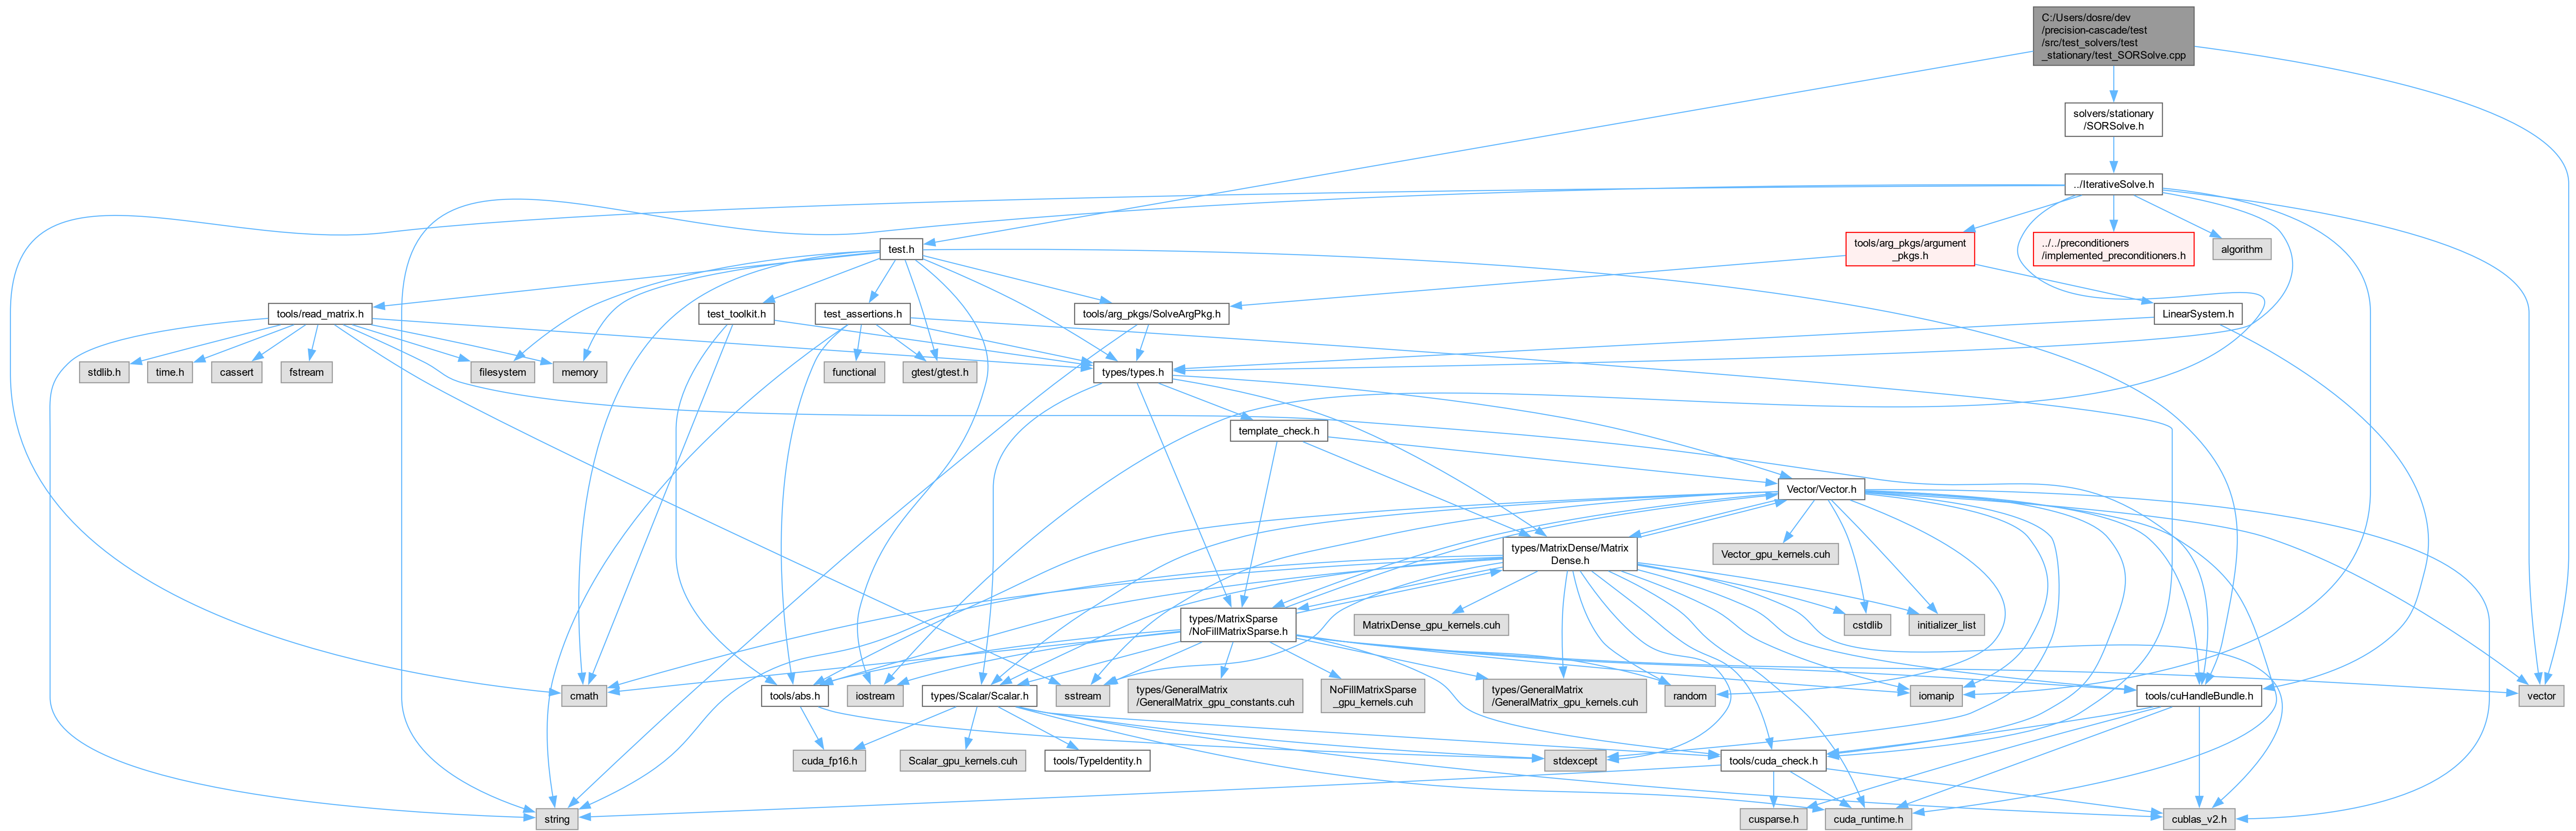 C:/Users/dosre/dev
/precision-cascade/test
/src/test_solvers/test
_stationary/test_SORSolve.cpp
solvers/stationary
/SORSolve.h
../IterativeSolve.h
test.h
tools/arg_pkgs/argument
_pkgs.h
../../preconditioners
/implemented_preconditioners.h
algorithm
tools/read_matrix.h
test_toolkit.h
test_assertions.h
tools/arg_pkgs/SolveArgPkg.h
LinearSystem.h
stdlib.h
time.h
cassert
fstream
filesystem
memory
functional
gtest/gtest.h
types/types.h
template_check.h
Vector/Vector.h
types/MatrixDense/Matrix
Dense.h
Vector_gpu_kernels.cuh
types/MatrixSparse
/NoFillMatrixSparse.h
MatrixDense_gpu_kernels.cuh
cstdlib
initializer_list
cmath
tools/abs.h
iostream
types/Scalar/Scalar.h
sstream
types/GeneralMatrix
/GeneralMatrix_gpu_constants.cuh
NoFillMatrixSparse
_gpu_kernels.cuh
types/GeneralMatrix
/GeneralMatrix_gpu_kernels.cuh
random
iomanip
tools/cuHandleBundle.h
vector
cuda_fp16.h
Scalar_gpu_kernels.cuh
tools/TypeIdentity.h
stdexcept
tools/cuda_check.h
string
cusparse.h
cuda_runtime.h
cublas_v2.h